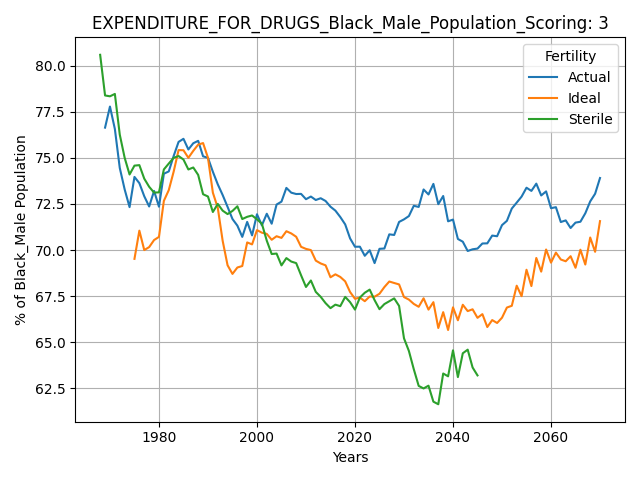 EXPENDITURE_FOR_DRUGS_Black_Male_Population_Scoring: 3
Fertility
Actual
Ideal
Sterile
% of Black_Male Population
80.0
77.5
75.0
72.5
70.0
67.5
65.0
62.5
1980
2000
2020
2040
2060
Years